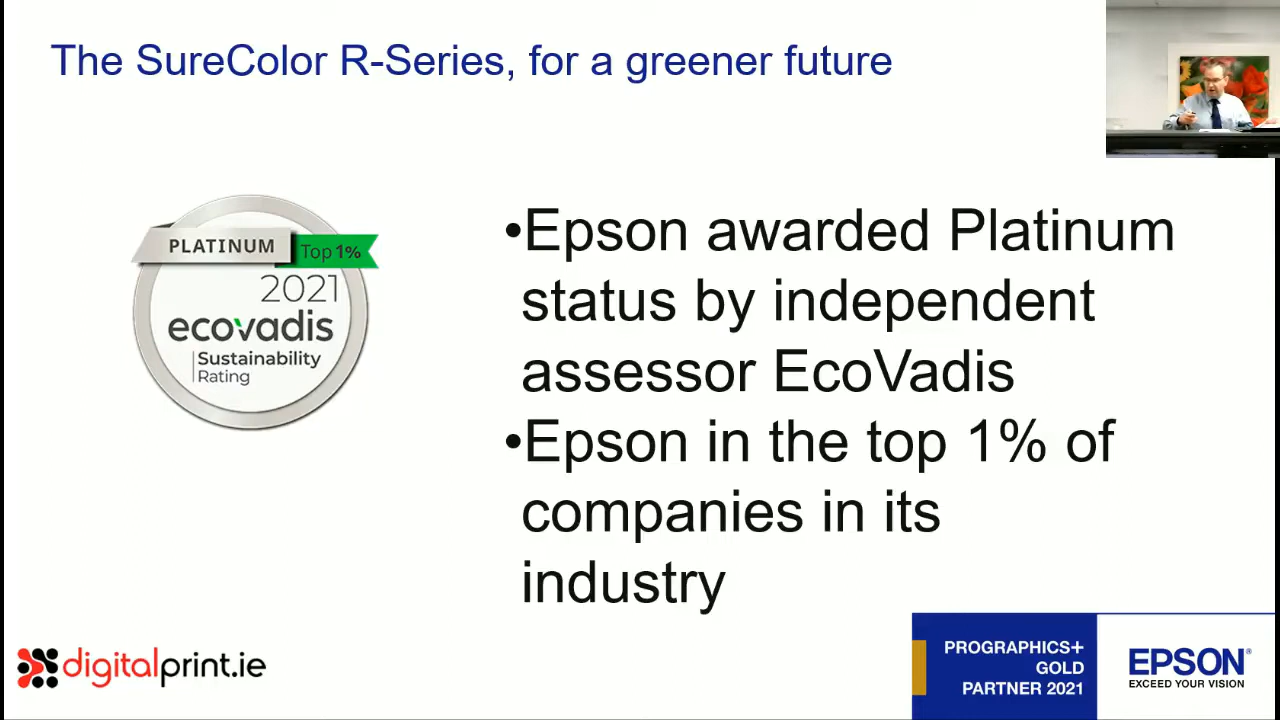 The SureColor R-Series, for a greener future
PLATINUM
Top 1%
2021
ecovadis
Sustainability
Rating
•Epson awarded Platinum
status by independent
assessor EcoVadis
•Epson in the top 1% of
companies in its
industry
digitalprint.ie
PROGRAPHICS+
GOLD
PARTNER 2021
EPSON®
EXCEED YOUR VISION